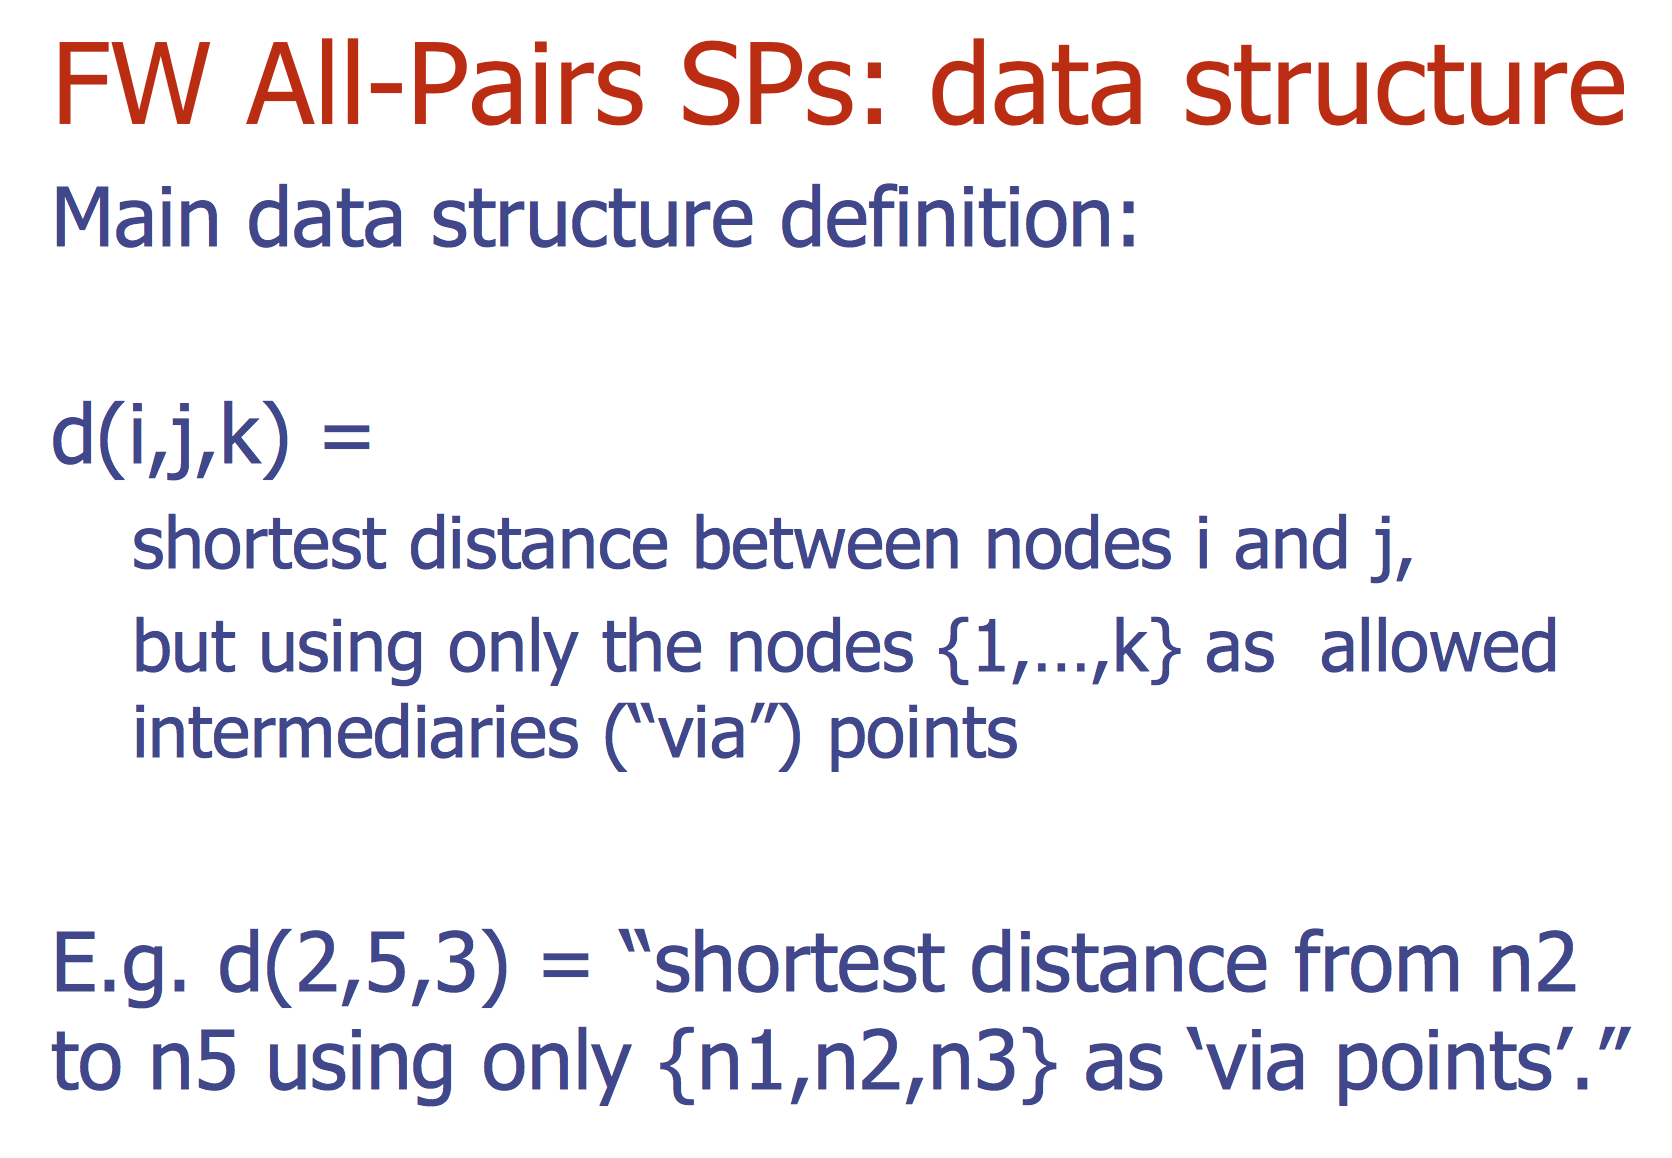 FW All-Pairs SPs: data structure
Main data structure definition:
d(i,j,k) =
shortest distance between nodes i and j,
but using only the nodes {1,…,k} as  allowed
intermediaries (“via”) points
E.g. d(2,5,3) = “shortest distance from n2
to n5 using only {n1,n2,n3} as ‘via points’.”